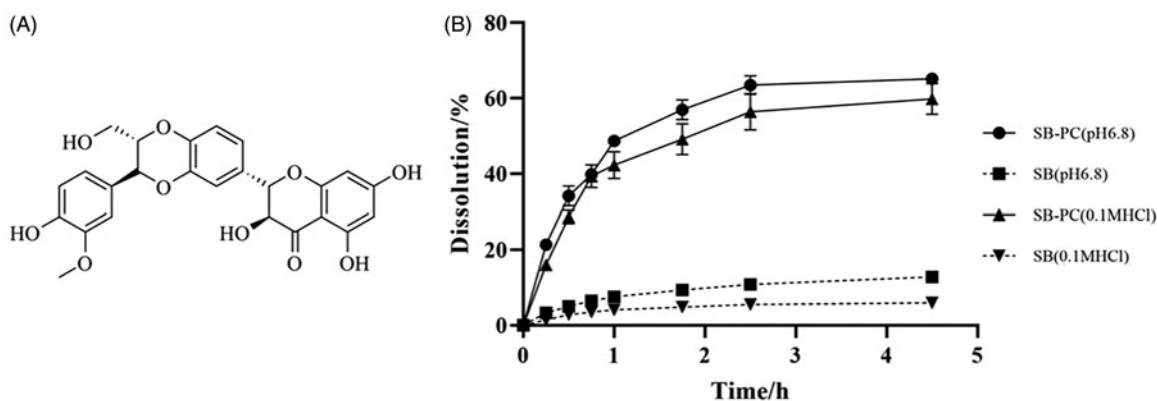 (A)
HO
O
O
HO
O
O
HO
O
OH
OH
(B)
Dissolution/%
80
60
40
20
0
0 1 2 3 4 5
Time/h
SB-PC(pH6.8)
SB(pH6.8)
SB-PC(0.1MHCl)
SB(0.1MHCl)